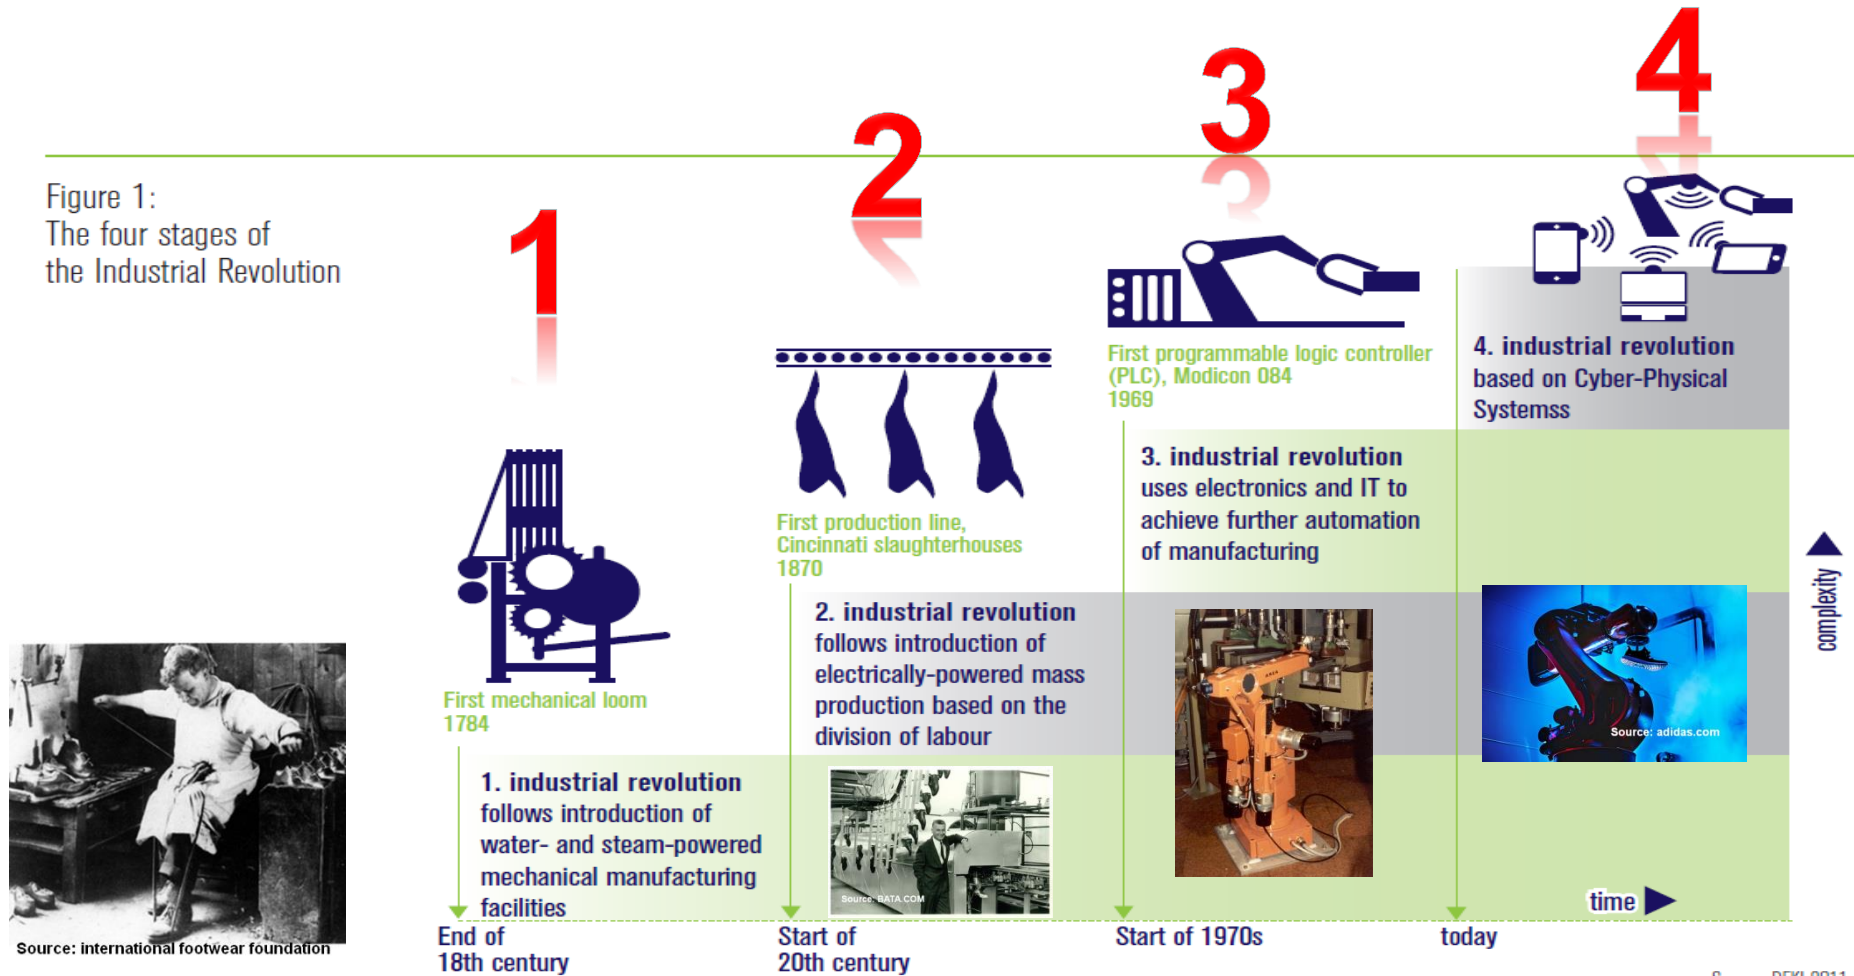 1
2
3
4
Figure 1:
The four stages of
the Industrial Revolution
First mechanical loom
1784
First production line,
Cincinnati slaughterhouses
1870
First programmable logic controller
(PLC), Modicon 084
1969
4. industrial revolution
based on Cyber-Physical
Systemss
3. industrial revolution
uses electronics and IT to
achieve further automation
of manufacturing
2. industrial revolution
follows introduction of
electrically-powered mass
production based on the
division of labour
1. industrial revolution
follows introduction of
water- and steam-powered
mechanical manufacturing
facilities
complexity
time
Source: international footwear foundation
Source: BATA.COM
Source: adidas.com
End of
18th century
Start of
20th century
Start of 1970s
today